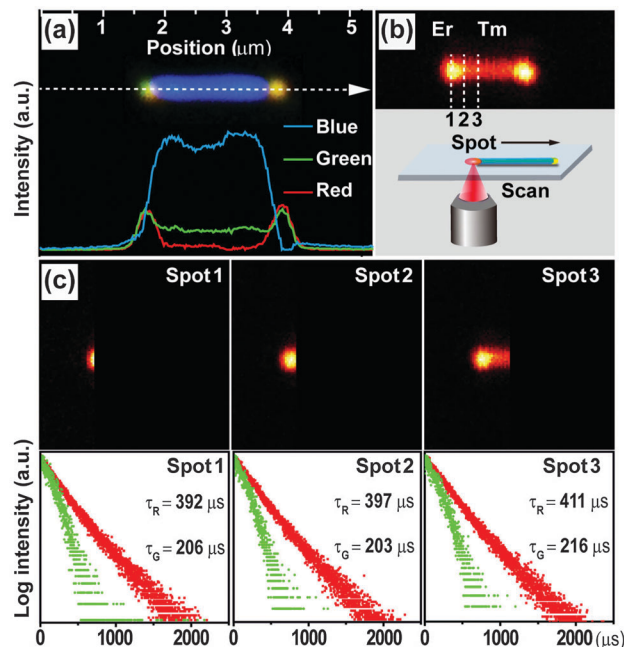 (a)
1 2 3 4 5
Position (μm)
Intensity (a.u.)
Blue
Green
Red
(b)
Er Tm
1 2 3
Spot
Scan
(c)
Spot 1
Spot 2
Spot 3
Log intensity (a.u.)
Spot 1
τR = 392 μs
τG = 206 μs
Spot 2
τR = 397 μs
τG = 203 μs
Spot 3
τR = 411 μs
τG = 216 μs
0 1000 2000 0 1000 2000 0 1000 2000 (μs)